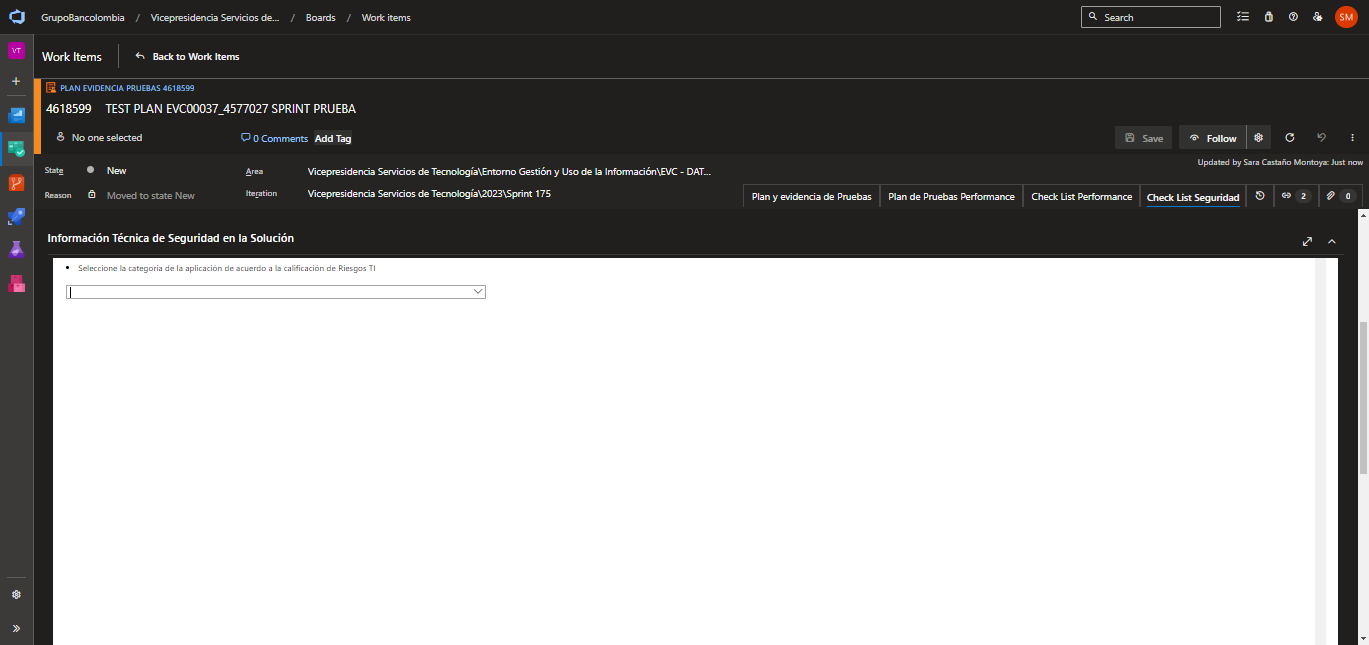 GrupoBancolombia / Vicepresidencia Servicios de... / Boards / Work items
Search
SM
VT
Work Items
Back to Work Items
PLAN EVIDENCIA PRUEBAS 4618599
4618599 TEST PLAN EVC00037_4577027 SPRINT PRUEBA
No one selected
0 Comments
Add Tag
Save
Follow
Updated by Sara Castaño Montoya: Just now
State
New
Area
Vicepresidencia Servicios de Tecnología\Entorno Gestión y Uso de la Información\EVC - DAT...
Reason
Moved to state New
Iteration
Vicepresidencia Servicios de Tecnología\2023\Sprint 175
Plan y evidencia de Pruebas
Plan de Pruebas Performance
Check List Performance
Check List Seguridad
2
0
Información Técnica de Seguridad en la Solución
• Seleccione la categoría de la aplicación de acuerdo a la calificación de Riesgos TI